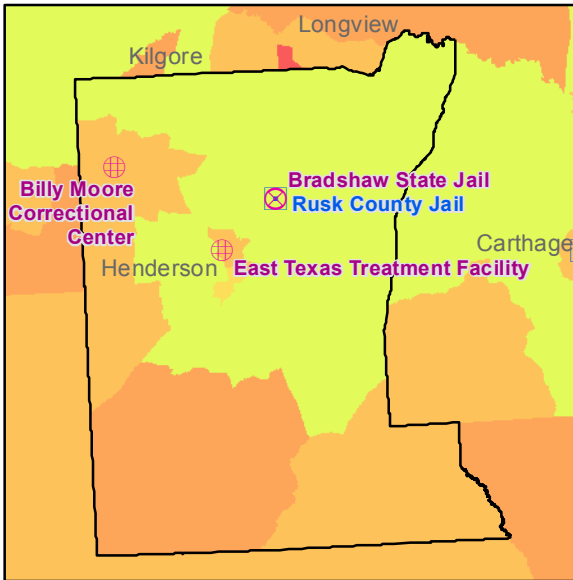 Longview
Kilgore
Billy Moore
Correctional
Center
Bradshaw State Jail
Rusk County Jail
Carthage
Henderson
East Texas Treatment Facility